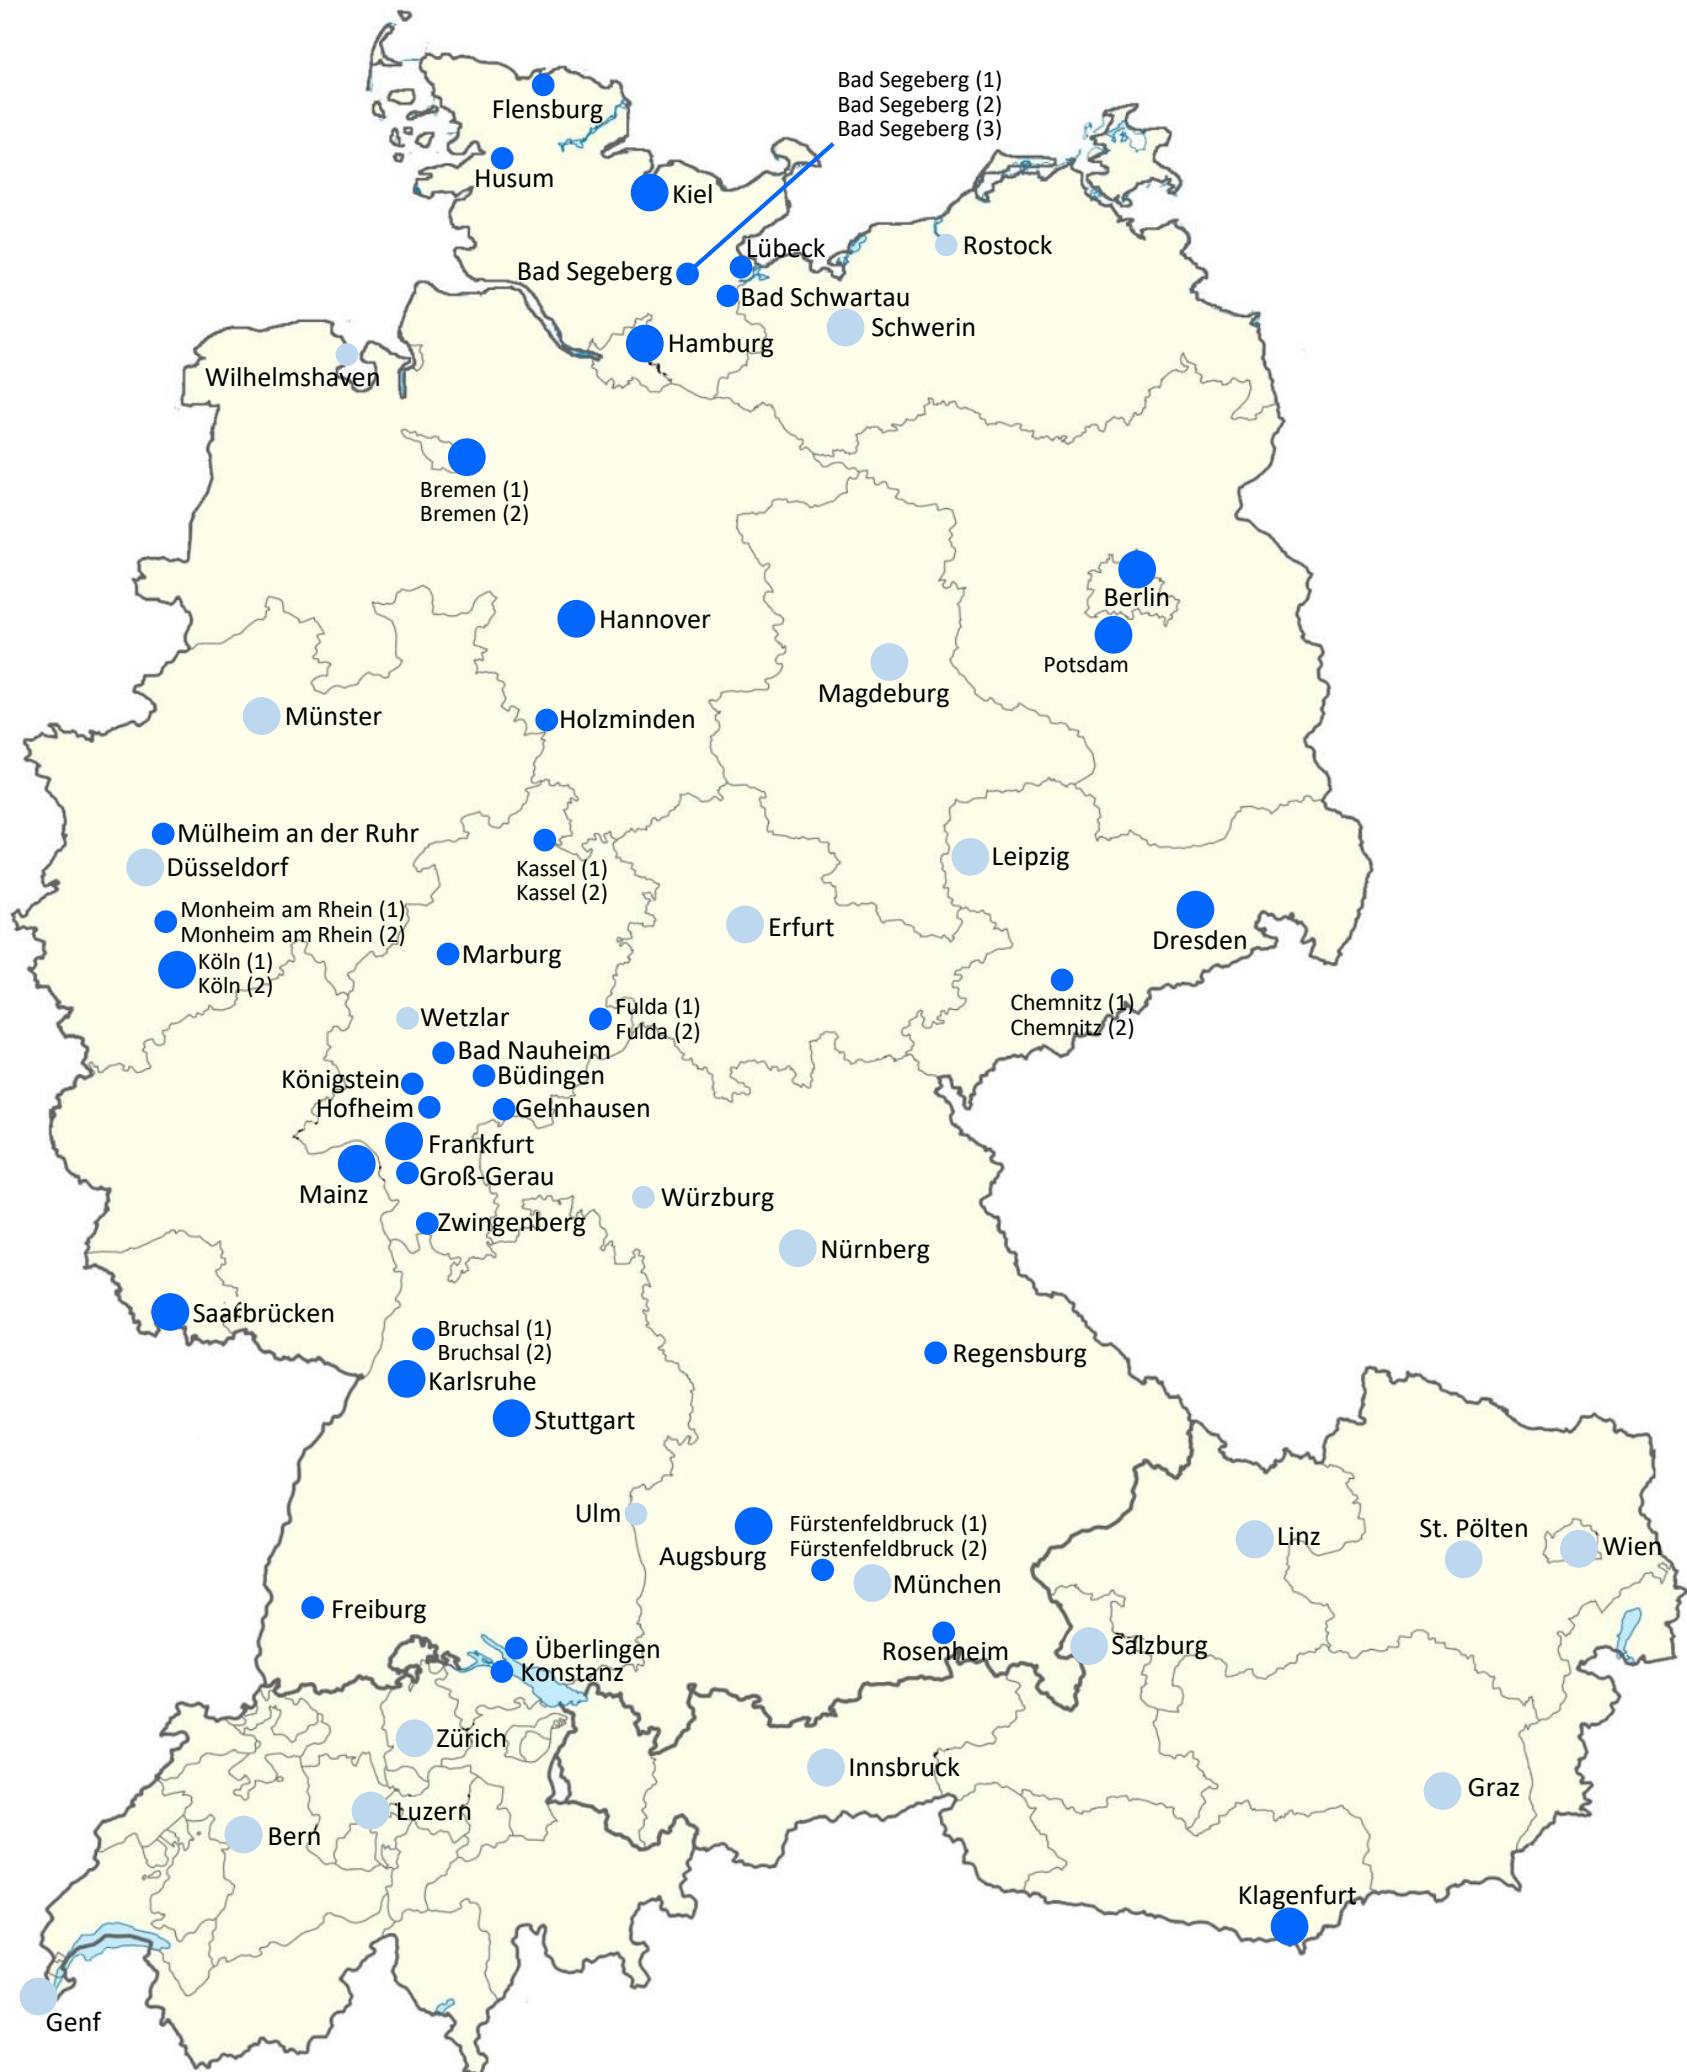 Bad Segeberg (1)
Bad Segeberg (2)
Bad Segeberg (3)
Flensburg
Husum
Kiel
Lübeck
Rostock
Bad Segeberg
Bad Schwartau
Schwerin
Hamburg
Wilhelmshaven
Bremen (1)
Bremen (2)
Berlin
Hannover
Potsdam
Magdeburg
Münster
Holzminden
Mülheim an der Ruhr
Düsseldorf
Kassel (1)
Kassel (2)
Leipzig
Monheim am Rhein (1)
Monheim am Rhein (2)
Erfurt
Dresden
Marburg
Köln (1)
Köln (2)
Chemnitz (1)
Chemnitz (2)
Wetzlar
Fulda (1)
Fulda (2)
Bad Nauheim
Königstein
Büdingen
Hofheim
Gelnhausen
Frankfurt
Groß-Gerau
Mainz
Würzburg
Zwingenberg
Nürnberg
Saarbrücken
Bruchsal (1)
Bruchsal (2)
Regensburg
Karlsruhe
Stuttgart
Ulm
Fürstenfeldbruck (1)
Fürstenfeldbruck (2)
Augsburg
Linz
St. Pölten
Wien
München
Freiburg
Überlingen
Rosenheim
Salzburg
Konstanz
Zürich
Innsbruck
Graz
Luzern
Bern
Klagenfurt
Genf